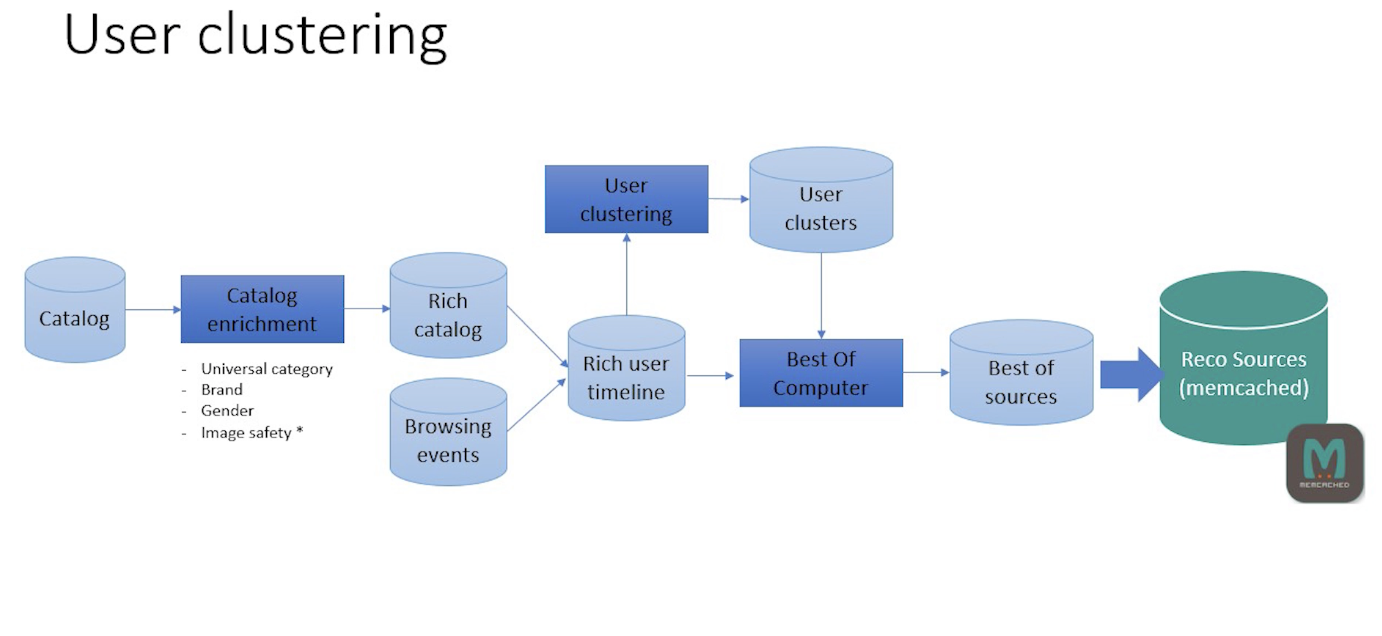 User clustering
User
clustering
User
clusters
Catalog
Catalog
enrichment
- Universal category
- Brand
- Gender
- Image safety *
Rich
catalog
Browsing
events
Rich user
timeline
Best Of
Computer
Best of
sources
Reco Sources
(memcached)
MEMCACHED